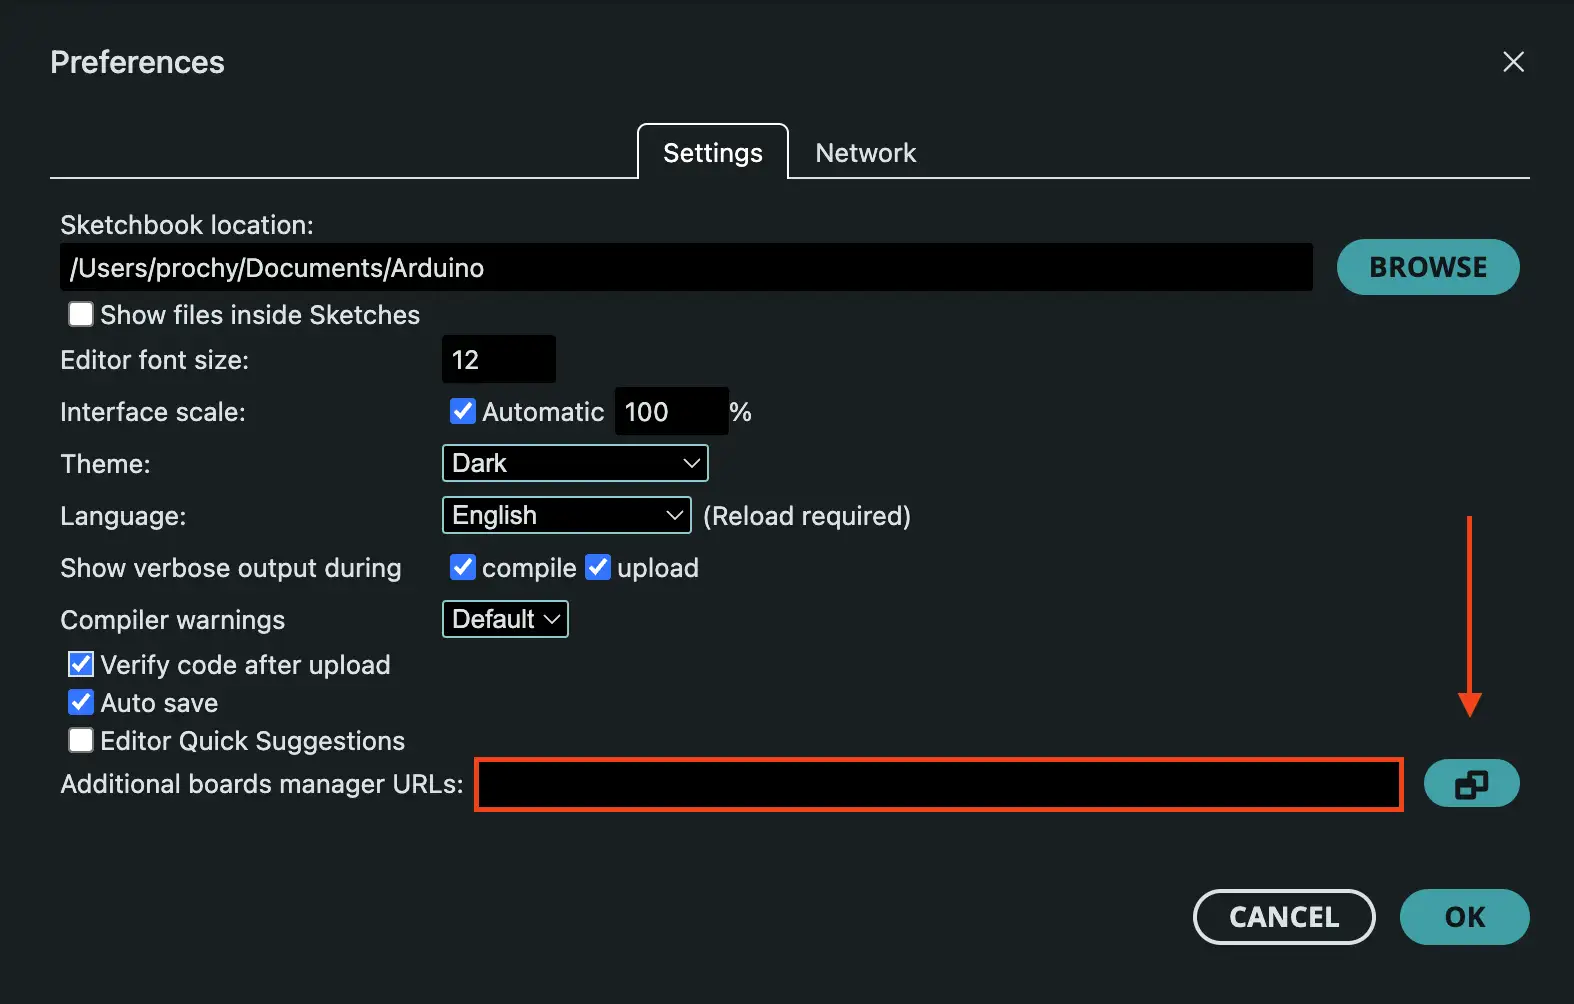 Preferences
Settings Network
Sketchbook location:
/Users/prochy/Documents/Arduino BROWSE
Show files inside Sketches
Editor font size: 12
Interface scale: Automatic 100 %
Theme: Dark
Language: English (Reload required)
Show verbose output during compile upload
Compiler warnings Default
Verify code after upload
Auto save
Editor Quick Suggestions
Additional boards manager URLs:
CANCEL OK